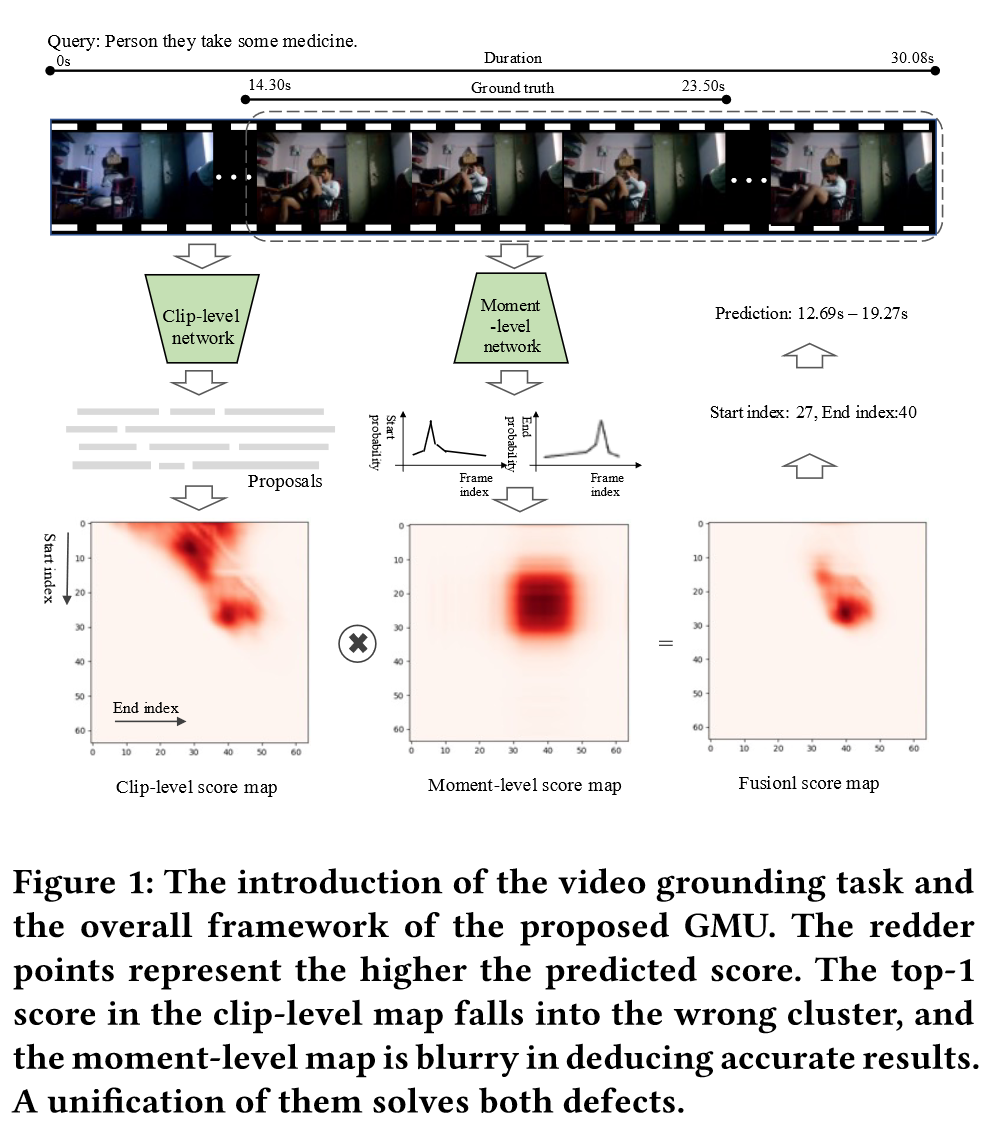 Query: Person they take some medicine.
0s
Duration
30.08s
14.30s
Ground truth
23.50s
Clip-level
network
Moment
-level
network
Prediction: 12.69s – 19.27s
Start index: 27, End index:40
Proposals
Start
probability
Frame
index
End
probability
Frame
index
Start index
End index
0
10
20
30
40
50
60
0 10 20 30 40 50 60
Clip-level score map
0
10
20
30
40
50
60
0 10 20 30 40 50 60
Moment-level score map
=
0
10
20
30
40
50
60
0 10 20 30 40 50 60
Fusionl score map
Figure 1: The introduction of the video grounding task and
the overall framework of the proposed GMU. The redder
points represent the higher the predicted score. The top-1
score in the clip-level map falls into the wrong cluster, and
the moment-level map is blurry in deducing accurate results.
A unification of them solves both defects.